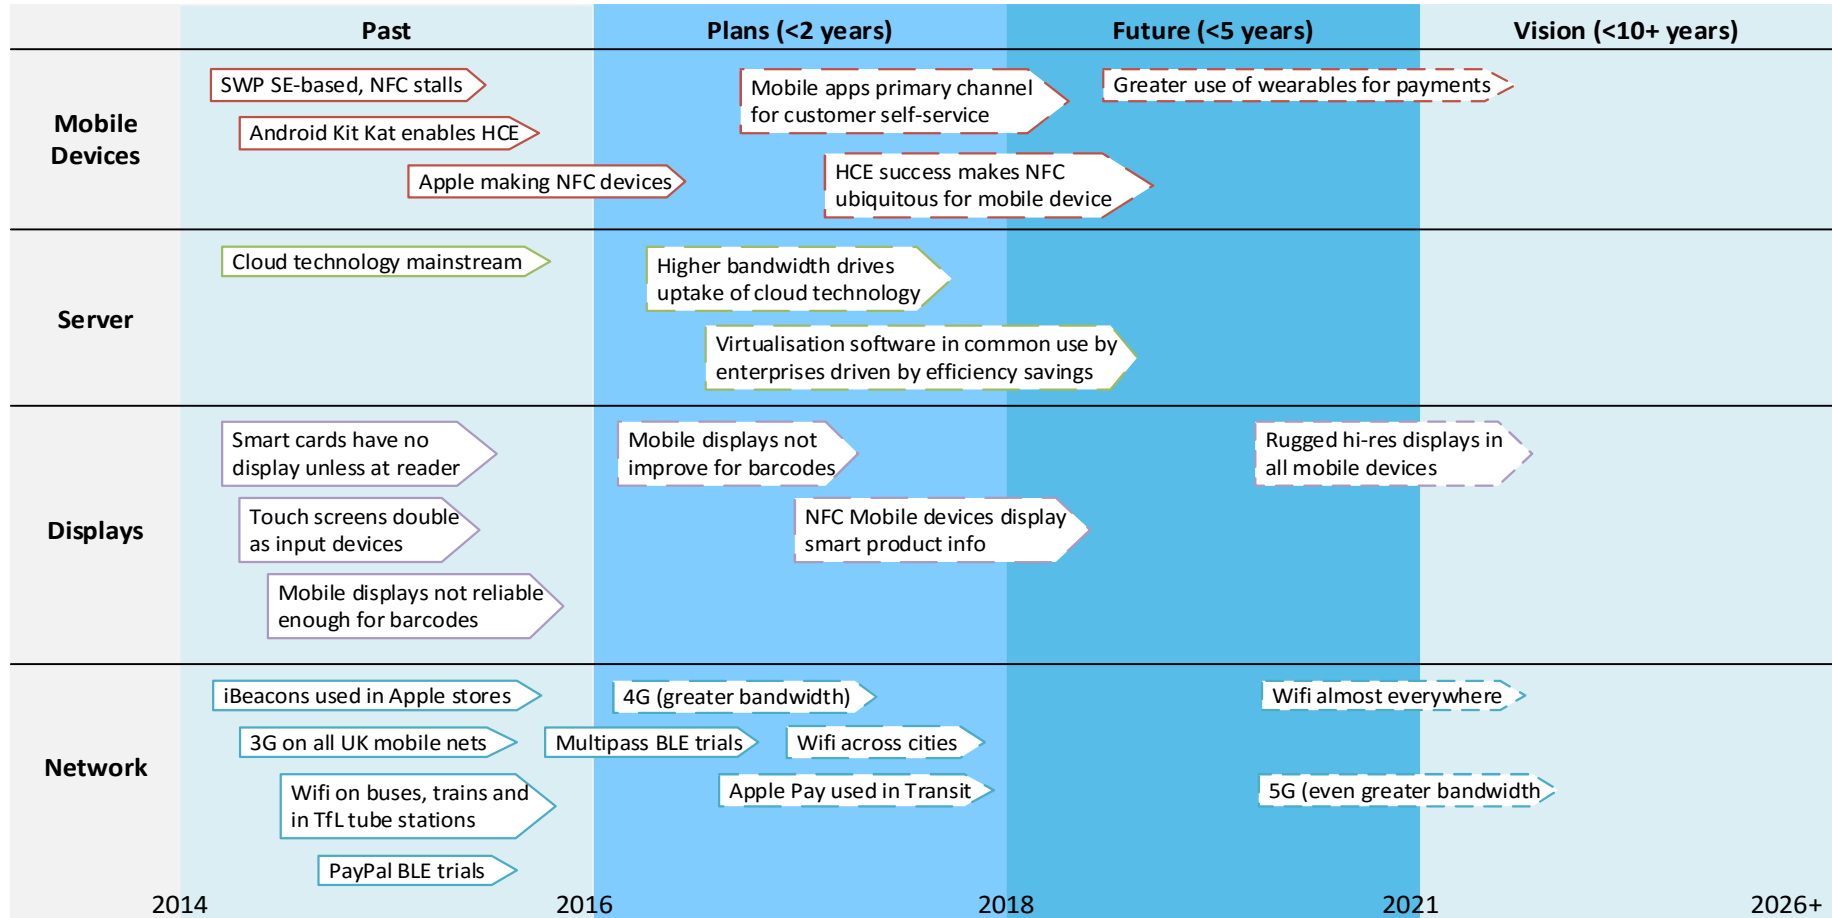 Past
Plans (<2 years)
Future (<5 years)
Vision (<10+ years)
Mobile
Devices
SWP SE-based, NFC stalls
Android Kit Kat enables HCE
Apple making NFC devices
Mobile apps primary channel
for customer self-service
HCE success makes NFC
ubiquitous for mobile device
Greater use of wearables for payments
Server
Cloud technology mainstream
Higher bandwidth drives
uptake of cloud technology
Virtualisation software in common use by
enterprises driven by efficiency savings
Displays
Smart cards have no
display unless at reader
Touch screens double
as input devices
Mobile displays not reliable
enough for barcodes
Mobile displays not
improve for barcodes
NFC Mobile devices display
smart product info
Rugged hi-res displays in
all mobile devices
Network
iBeacons used in Apple stores
3G on all UK mobile nets
Wifi on buses, trains and
in TfL tube stations
PayPal BLE trials
4G (greater bandwidth)
Multipass BLE trials
Wifi across cities
Apple Pay used in Transit
Wifi almost everywhere
5G (even greater bandwidth
2014
2016
2018
2021
2026+